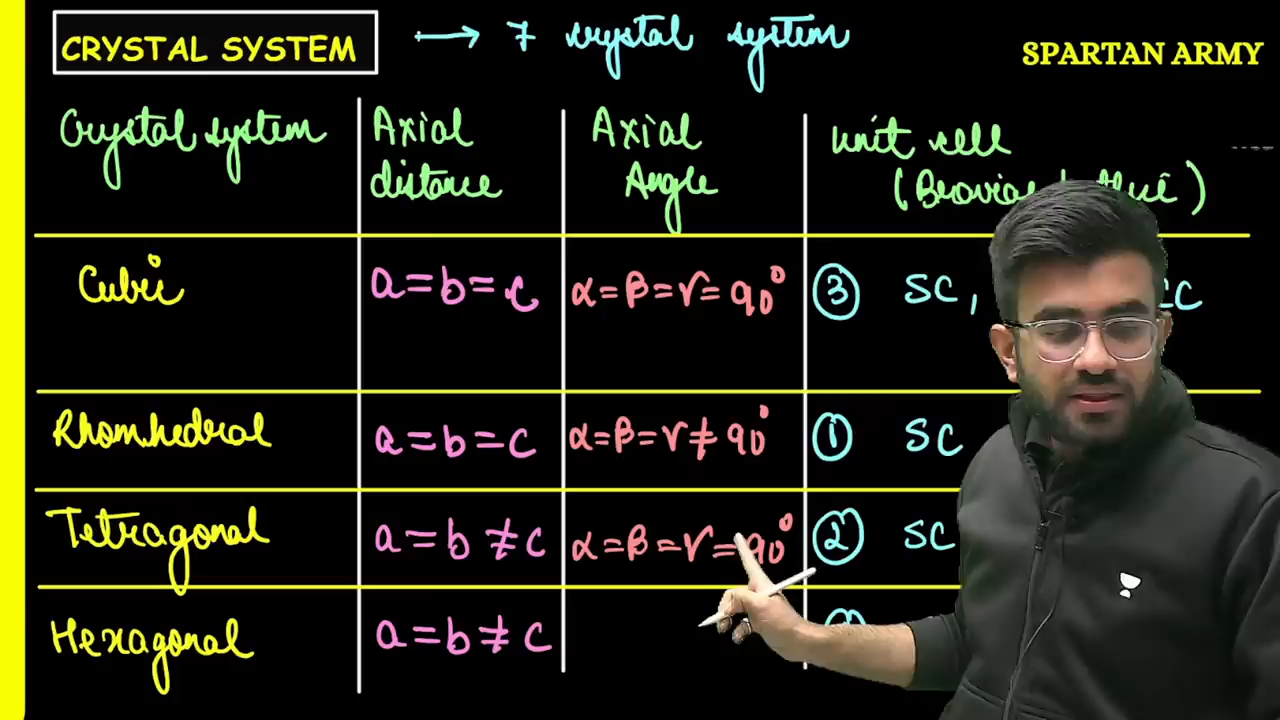 CRYSTAL SYSTEM → 7 crystal system
SPARTAN ARMY
Crystal system Axial distance Axial Angle unit cell
Cubic a = b = c α = β = γ = 90° ③ SC,
Rhomhedral a = b = c α = β = γ ≠ 90° ① SC
Tetragonal a = b ≠ c α = β = γ = 90° ② SC
Hexagonal a = b ≠ c